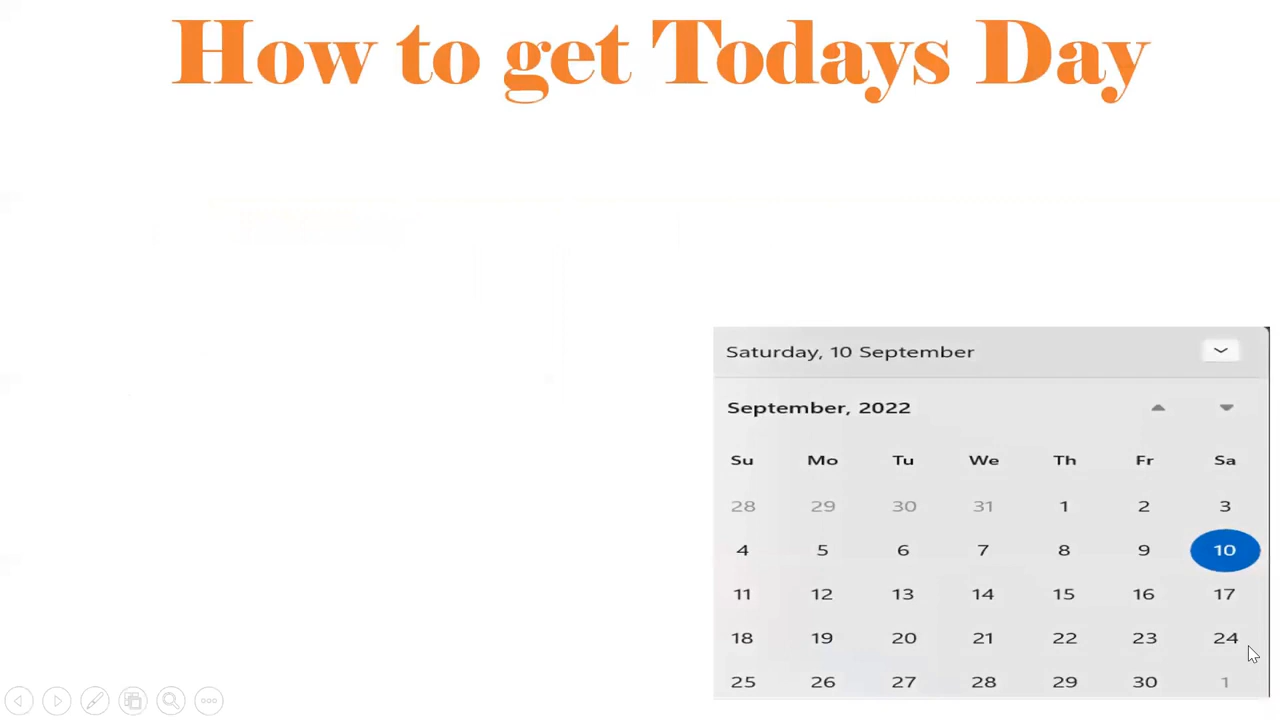 How to get Todays Day
Saturday, 10 September
September, 2022
Su Mo Tu We Th Fr Sa
28 29 30 31 1 2 3
4 5 6 7 8 9 10
11 12 13 14 15 16 17
18 19 20 21 22 23 24
25 26 27 28 29 30 1